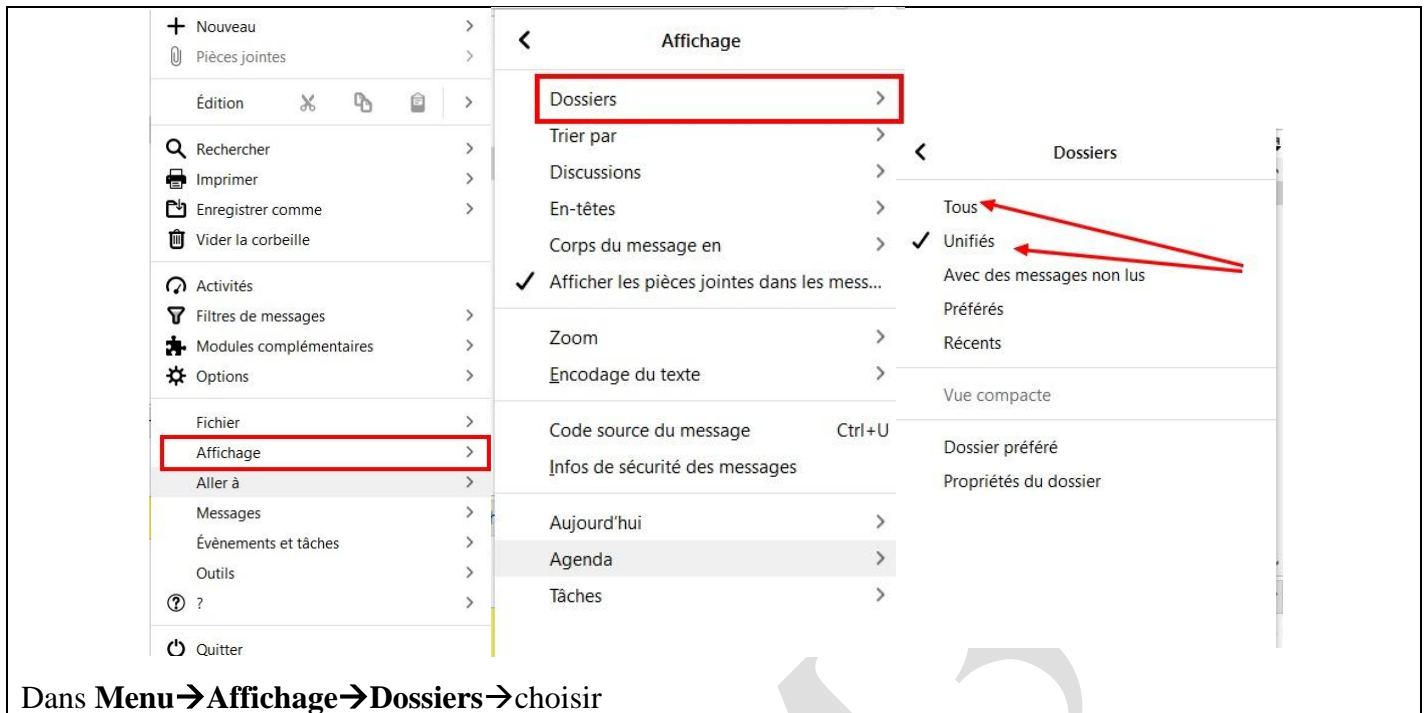 Nouveau
Pièces jointes
Édition
Rechercher
Imprimer
Enregistrer comme
Vider la corbeille
Activités
Filtres de messages
Modules complémentaires
Options
Fichier
Affichage
Aller à
Messages
Évènements et tâches
Outils
?
Quitter
Affichage
Dossiers
Trier par
Discussions
En-têtes
Corps du message en
Afficher les pièces jointes dans les mess...
Zoom
Encodage du texte
Code source du message Ctrl+U
Infos de sécurité des messages
Aujourd'hui
Agenda
Tâches
Dossiers
Tous
Unifiés
Avec des messages non lus
Préférés
Récents
Vue compacte
Dossier préféré
Propriétés du dossier
Dans Menu→Affichage→Dossiers→choisir